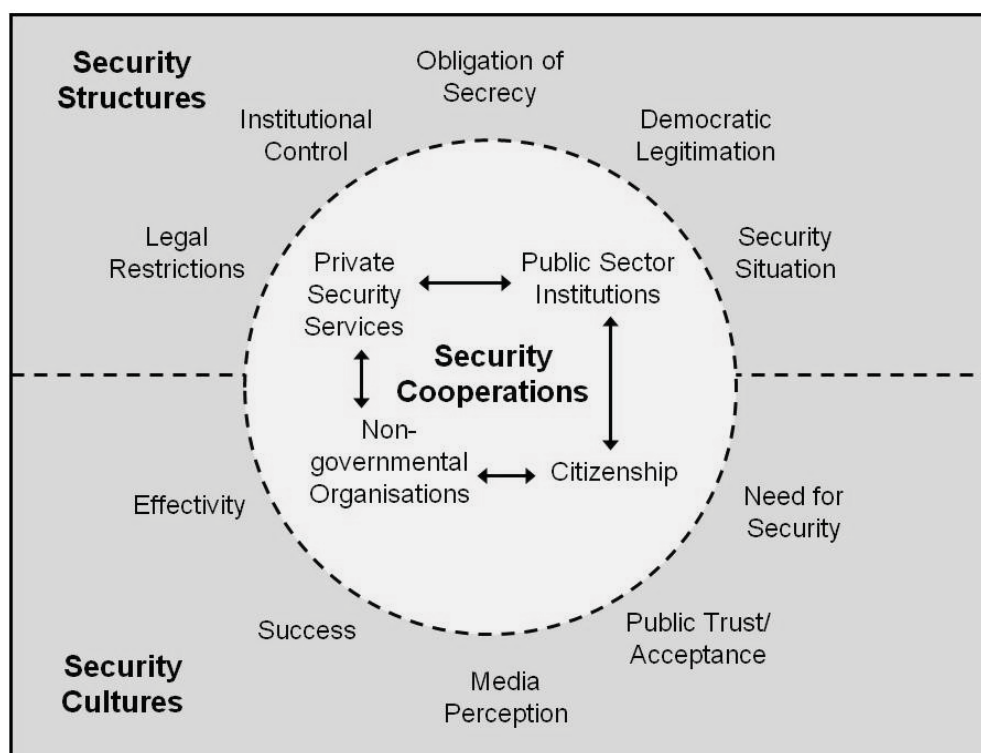 Security
Structures
Obligation of
Secrecy
Institutional
Control
Democratic
Legitimation
Legal
Restrictions
Security
Situation
Private
Security
Services
Public Sector
Institutions
Security
Cooperations
Non-
governmental
Organisations
Citizenship
Effectivity
Need for
Security
Success
Public Trust/
Acceptance
Security
Cultures
Media
Perception